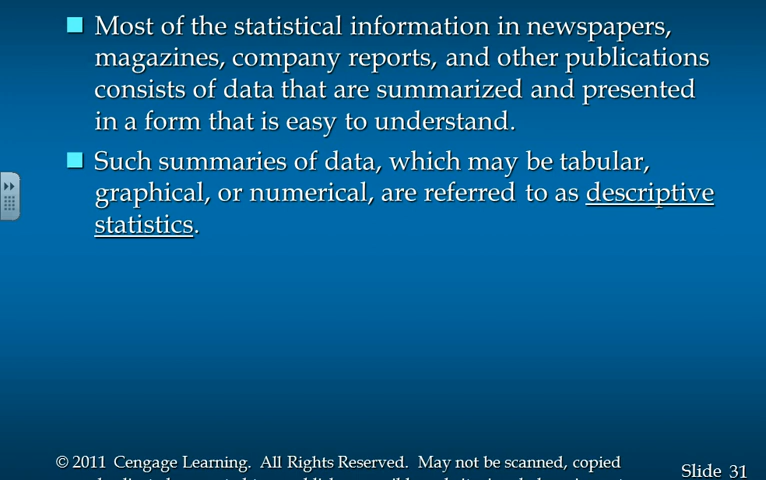 Most of the statistical information in newspapers,
magazines, company reports, and other publications
consists of data that are summarized and presented
in a form that is easy to understand.
Such summaries of data, which may be tabular,
graphical, or numerical, are referred to as descriptive
statistics.
© 2011 Cengage Learning. All Rights Reserved. May not be scanned, copied
Slide 31